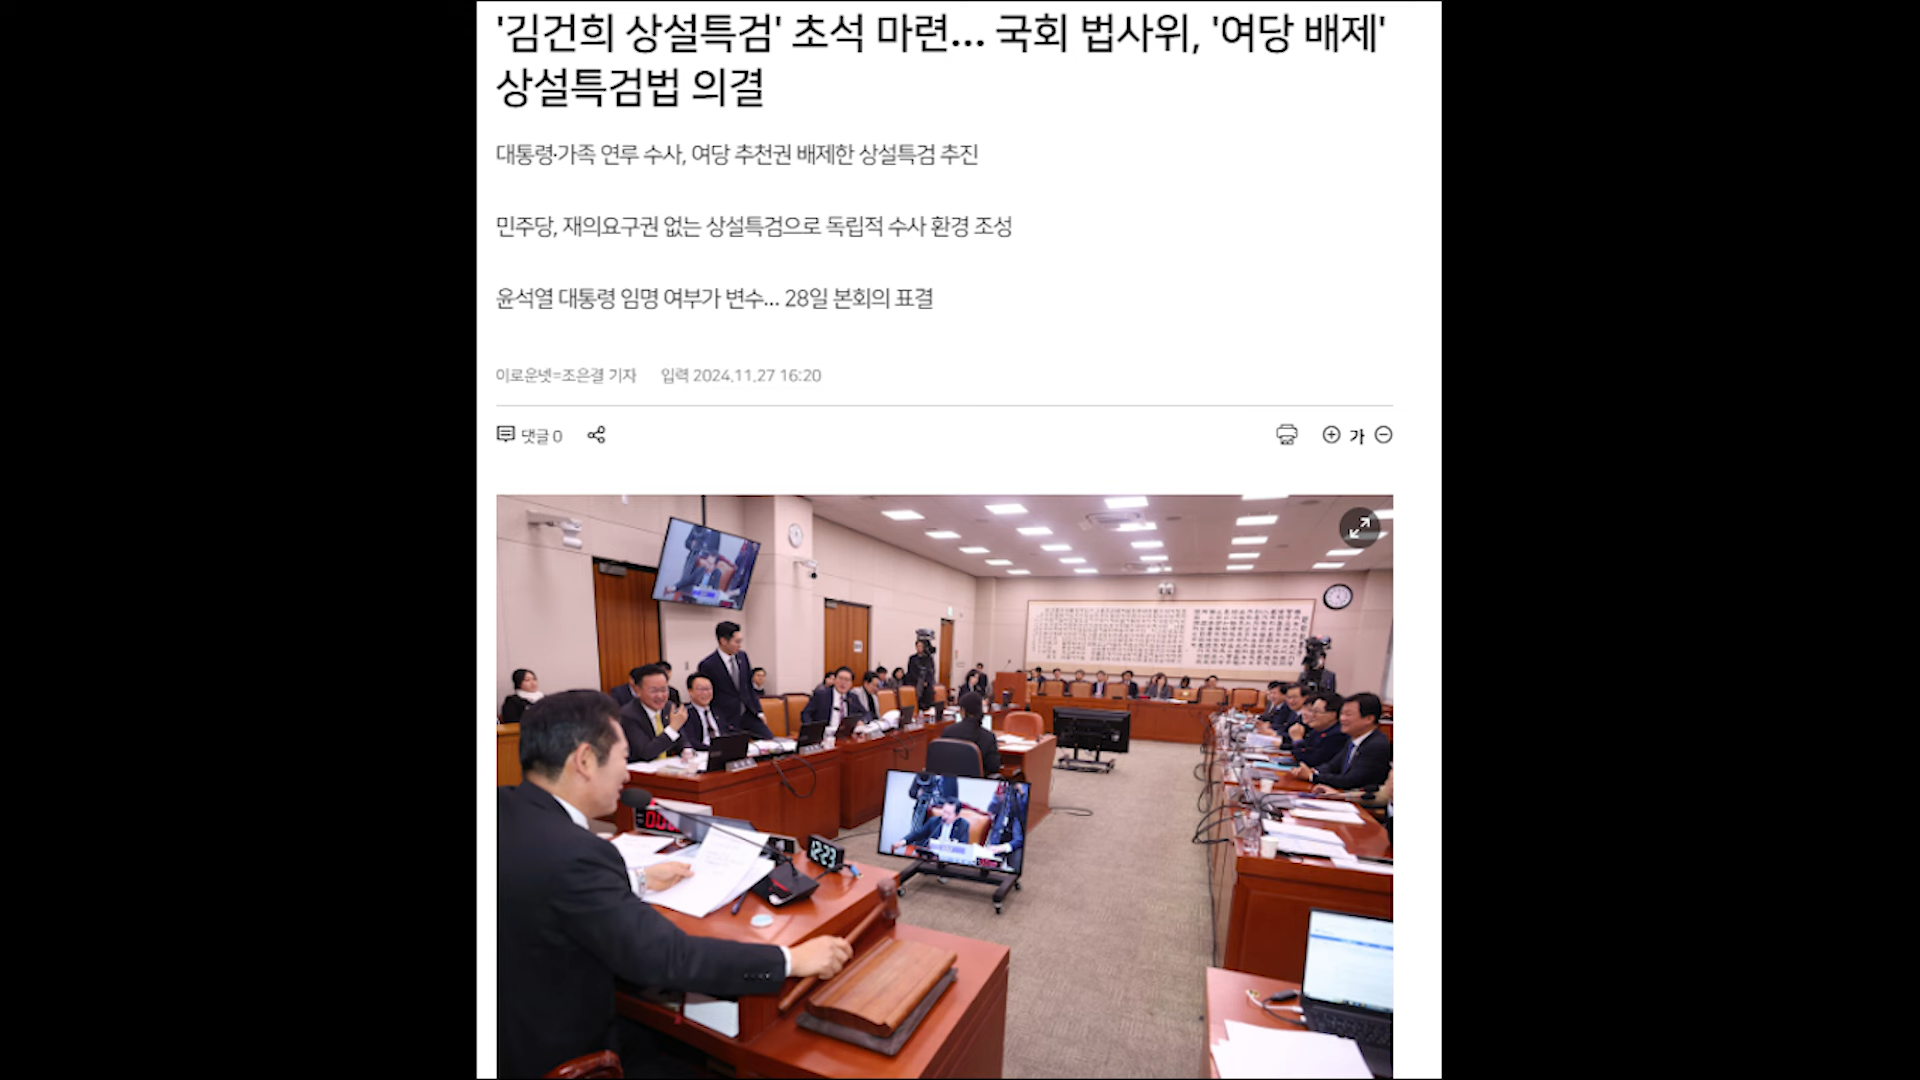 '김건희 상설특검' 초석 마련... 국회 법사위, '여당 배제'
상설특검법 의결
대통령·가족 연루 수사, 여당 추천권 배제한 상설특검 추진
민주당, 재의요구권 없는 상설특검으로 독립적 수사 환경 조성
윤석열 대통령 임명 여부가 변수... 28일 본회의 표결
이로운넷=조은결 기자 입력 2024.11.27 16:20
댓글 0
가
12:23